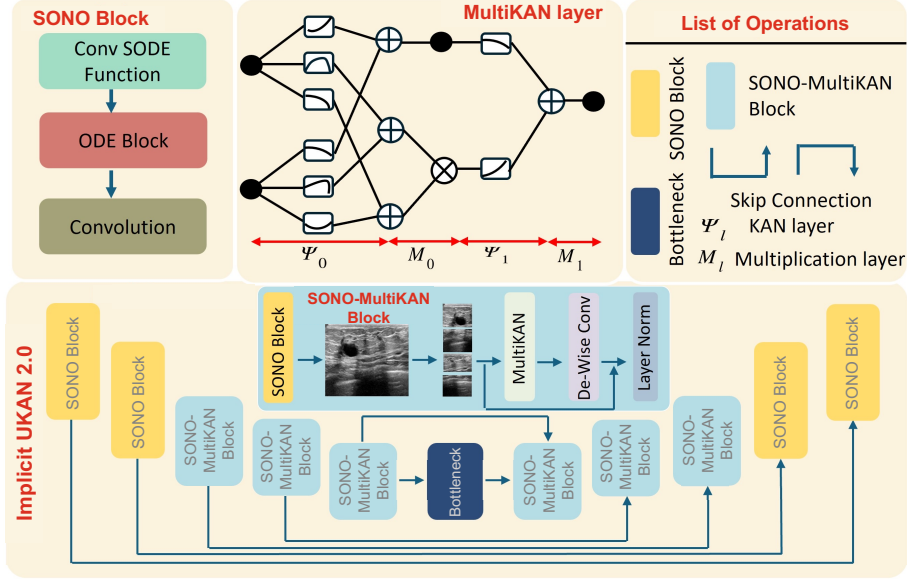 SONO Block
Conv SODE
Function
ODE Block
Convolution
MultiKAN layer
Ψ0
M0
Ψ1
M1
List of Operations
SONO Block
SONO-MultiKAN
Block
Bottleneck
Skip Connection
Ψl KAN layer
Ml Multiplication layer
Implicit UKAN 2.0
SONO-MultiKAN
Block
SONO Block
MultiKAN
De-Wise Conv
Layer Norm
SONO Block
SONO Block
SONO-
MultiKAN
Block
SONO-
MultiKAN
Block
SONO-
MultiKAN
Block
Bottleneck
SONO-
MultiKAN
Block
SONO-
MultiKAN
Block
SONO-
MultiKAN
Block
SONO Block
SONO Block